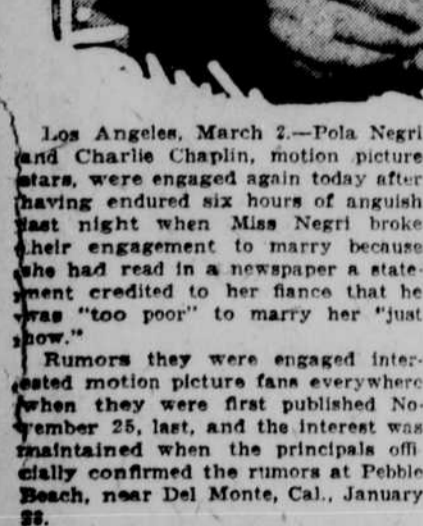 Los Angeles, March 2.—Pola Negri
and Charlie Chaplin, motion picture
stars, were engaged again today after
having endured six hours of anguish
last night when Miss Negri broke
their engagement to marry because
she had read in a newspaper a state-
ment credited to her fiance that he
was "too poor" to marry her "just
now."
Rumors they were engaged inter-
ested motion picture fans everywhere
when they were first published No-
vember 25, last, and the interest was
maintained when the principals offi
cially confirmed the rumors at Pebble
Beach, near Del Monte, Cal., January